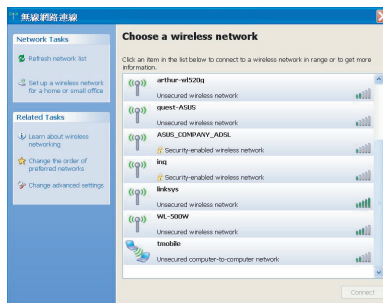 無線網路連線
Network Tasks
Refresh network list
Set up a wireless network
for a home or small office
Related Tasks
Learn about wireless
networking
Change the order of
preferred networks
Change advanced settings
Choose a wireless network
Click an item in the list below to connect to a wireless network in range or to get more
information.
arthur-wl520g
Unsecured wireless network
guest-ASUS
Unsecured wireless network
ASUS_COMPANY_ADSL
Security-enabled wireless network
inq
Security-enabled wireless network
linksys
Unsecured wireless network
WL-500W
Unsecured wireless network
tmobile
Unsecured computer-to-computer network
Connect